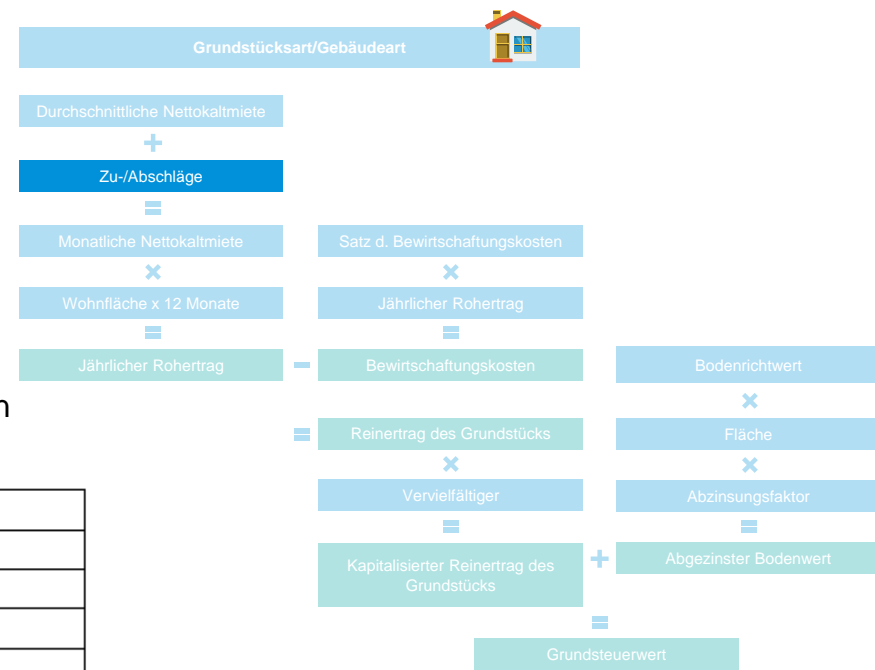 Grundstücksart/Gebäudeart
Durchschnittliche Nettokaltmiete
+
Zu-/Abschläge
=
Monatliche Nettokaltmiete
×
Wohnfläche x 12 Monate
=
Jährlicher Rohertrag
−
Satz d. Bewirtschaftungskosten
×
Jährlicher Rohertrag
=
Bewirtschaftungskosten
=
Reinertrag des Grundstücks
×
Vervielfältiger
=
Kapitalisierter Reinertrag des
Grundstücks
+
Bodenrichtwert
×
Fläche
×
Abzinsungsfaktor
=
Abgezinster Bodenwert
=
Grundsteuerwert